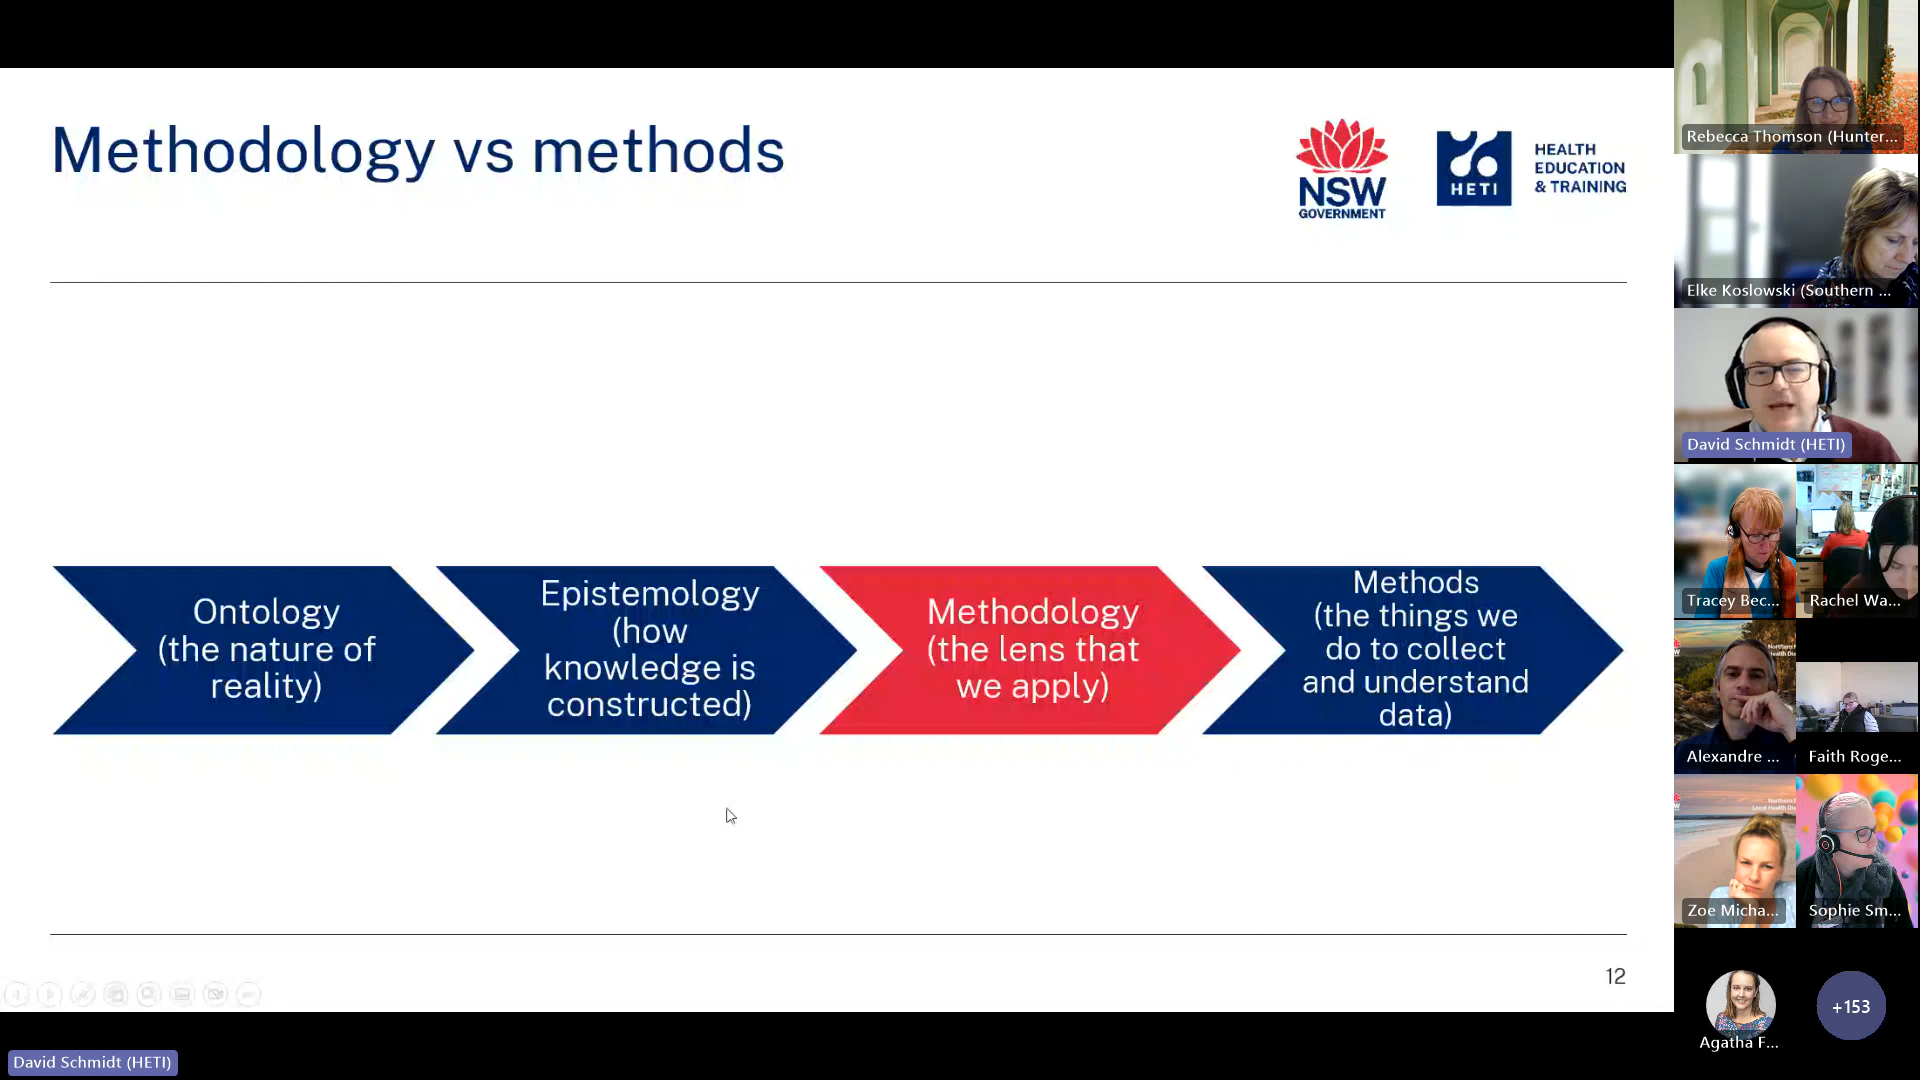 Methodology vs methods
NSW
GOVERNMENT
HETI
HEALTH
EDUCATION
& TRAINING
Ontology
(the nature of
reality)
Epistemology
(how
knowledge is
constructed)
Methodology
(the lens that
we apply)
Methods
(the things we
do to collect
and understand
data)
12
David Schmidt (HETI)
Rebecca Thomson (Hunter...
Elke Koslowski (Southern ...
David Schmidt (HETI)
Tracey Bec...
Rachel Wa...
Alexandre ...
Faith Roge...
Zoe Micha...
Sophie Sm...
Agatha F...
+153